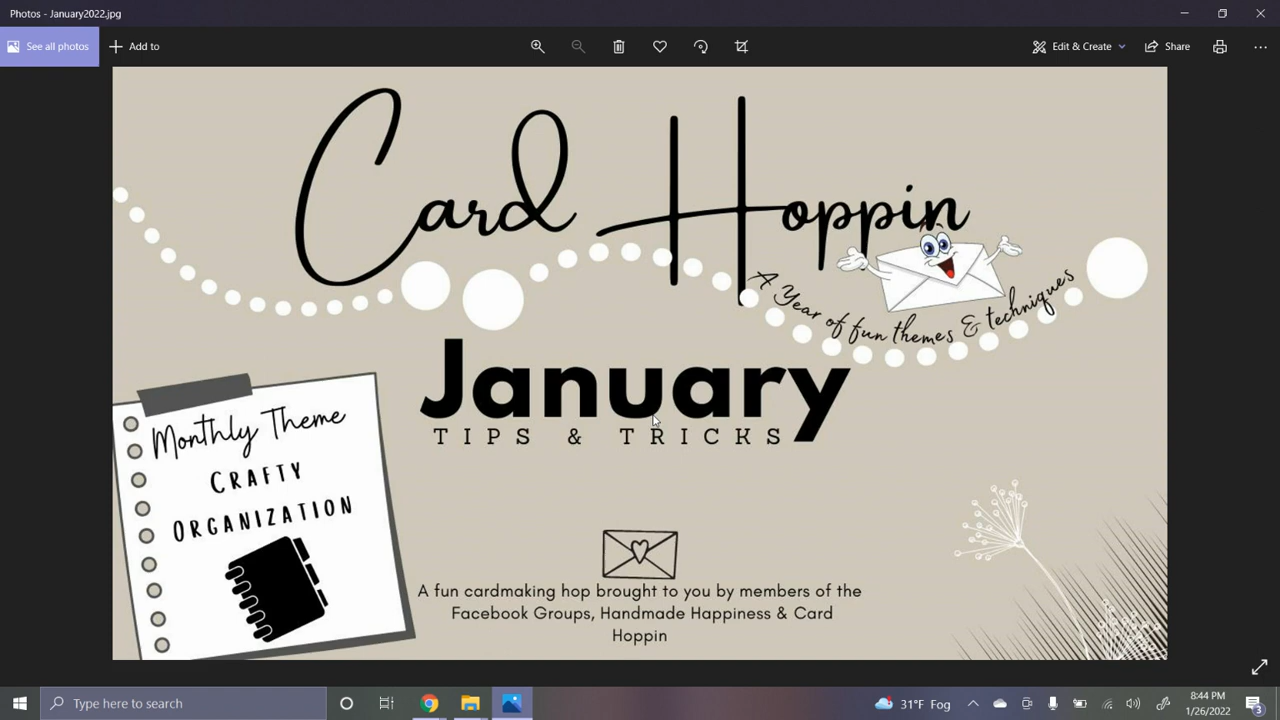 Photos - January2022.jpg
See all photos
Add to
Edit & Create
Share
Card Hoppin
A Year of fun themes & techniques
January
TIPS & TRICKS
Monthly Theme
CRAFTY
ORGANIZATION
A fun cardmaking hop brought to you by members of the
Facebook Groups, Handmade Happiness & Card
Hoppin
Type here to search
31°F Fog
8:44 PM
1/26/2022
3